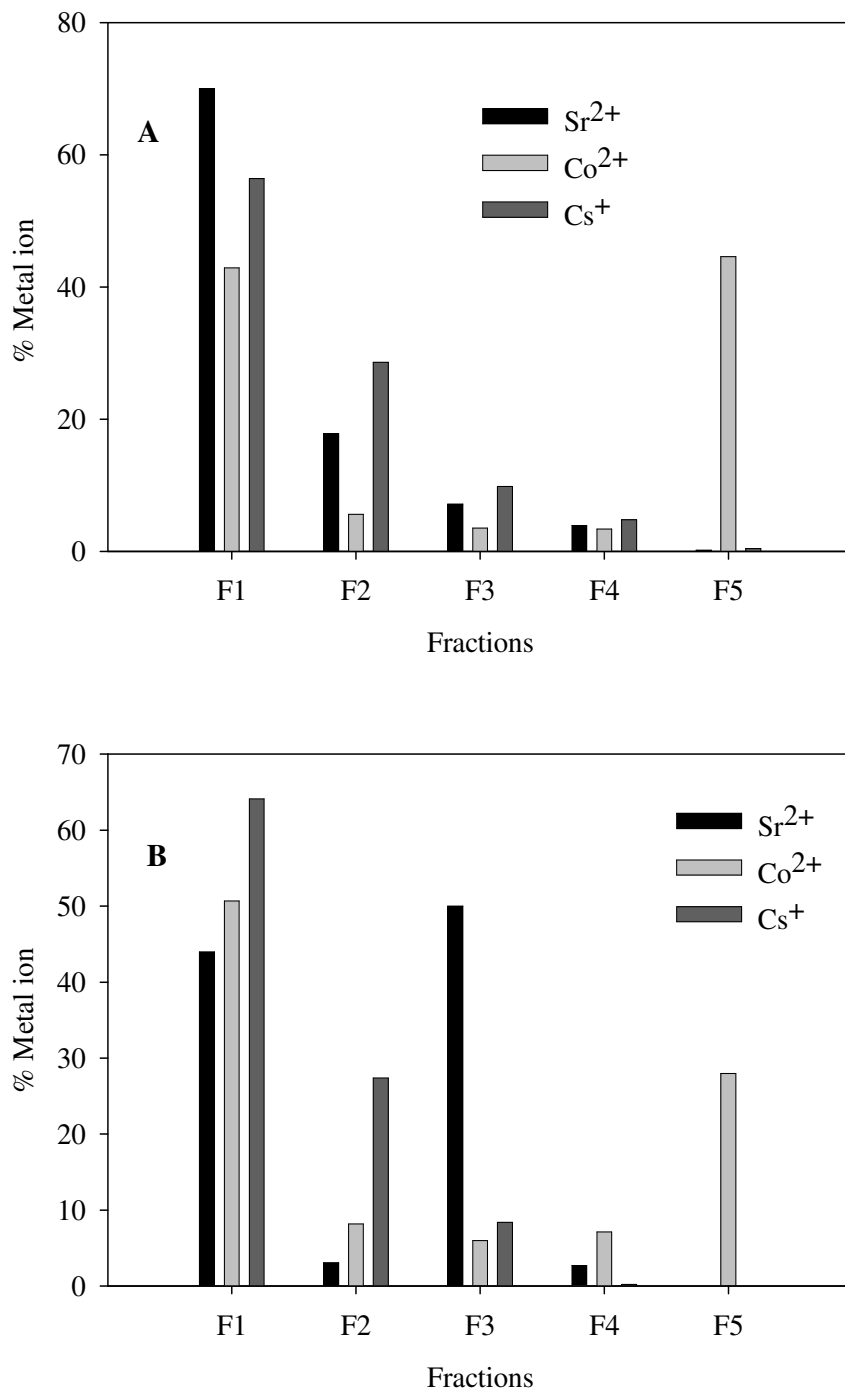 80
60
40
20
0
% Metal ion
A
Sr2+
Co2+
Cs+
F1 F2 F3 F4 F5
Fractions
70
60
50
40
30
20
10
0
% Metal ion
B
Sr2+
Co2+
Cs+
F1 F2 F3 F4 F5
Fractions